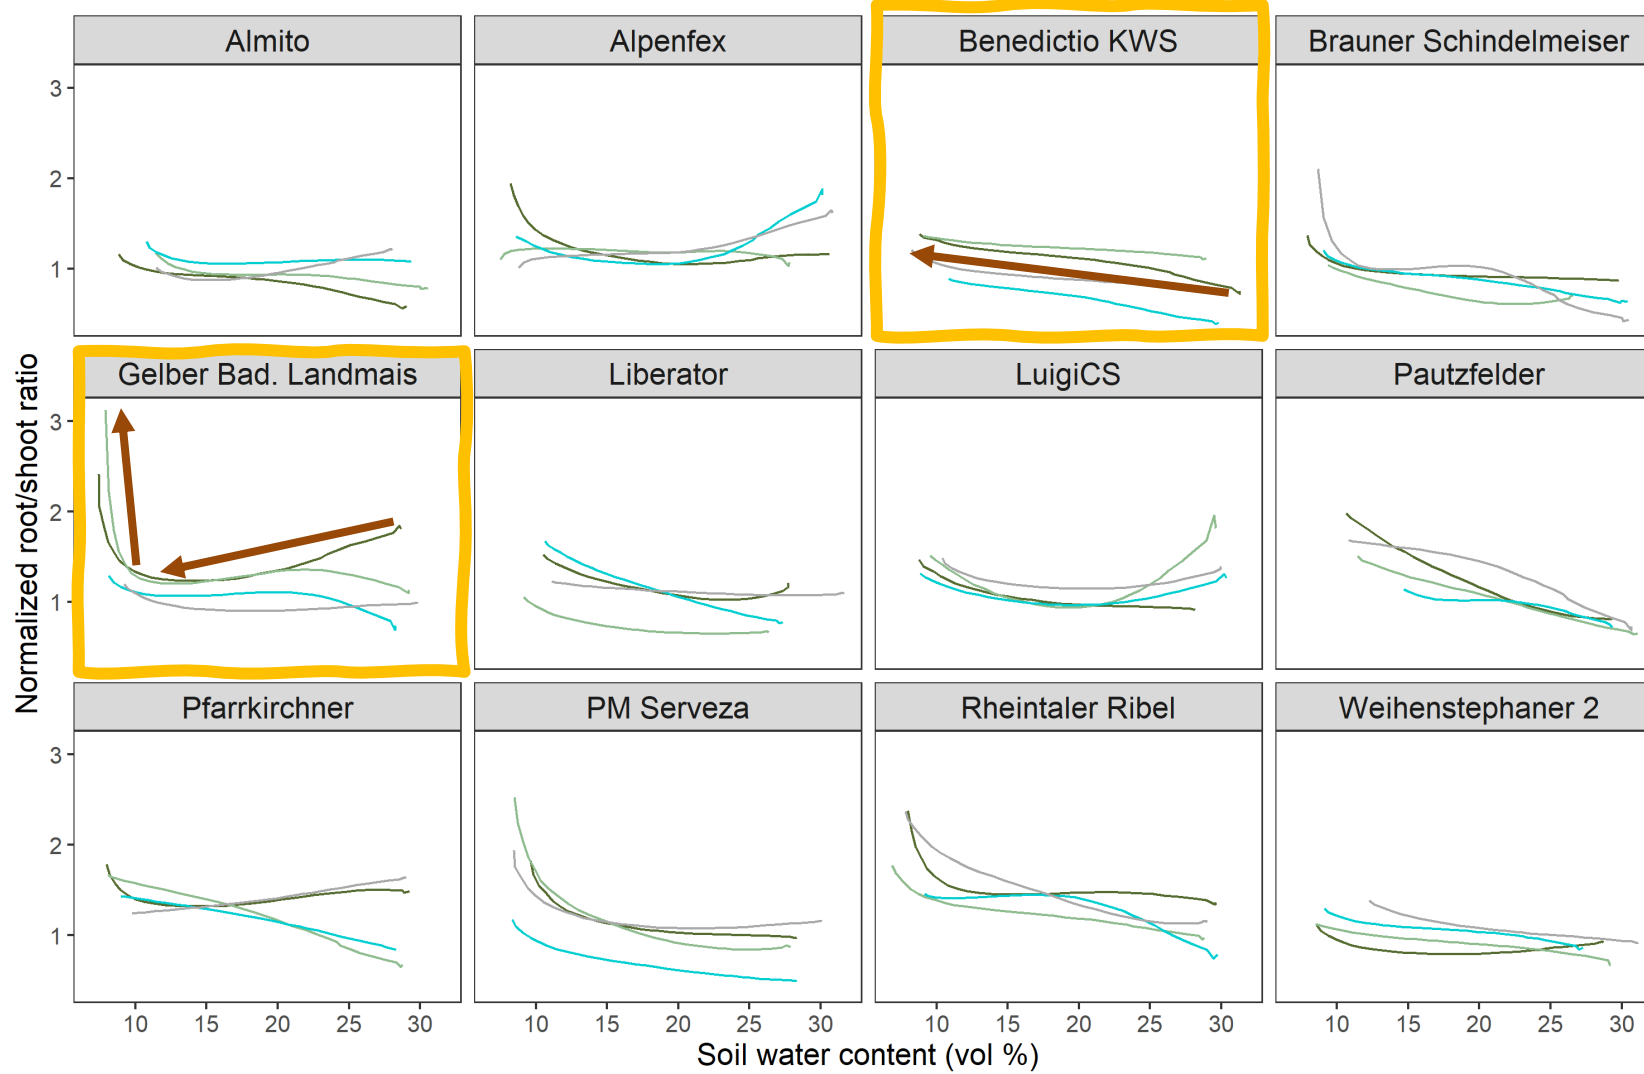 Almito
Alpenfex
Benedictio KWS
Brauner Schindelmeiser
3
2
1
Gelber Bad. Landmais
Liberator
LuigiCS
Pautzfelder
3
2
1
Pfarrkirchner
PM Serveza
Rheintaler Ribel
Weihenstephaner 2
3
2
1
10 15 20 25 30
10 15 20 25 30
10 15 20 25 30
10 15 20 25 30
Soil water content (vol %)
Normalized root/shoot ratio